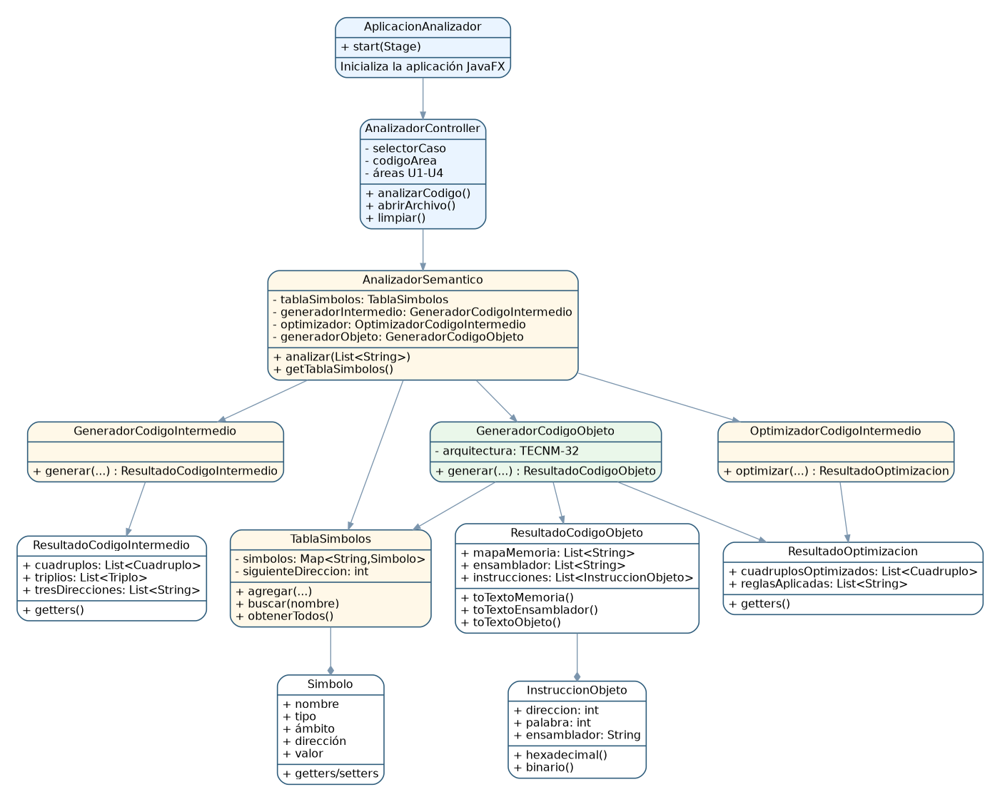 AplicacionAnalizador
+ start(Stage)
Inicializa la aplicación JavaFX
AnalizadorController
- selectorCaso
- codigoArea
- áreas U1-U4
+ analizarCodigo()
+ abrirArchivo()
+ limpiar()
AnalizadorSemantico
- tablaSimbolos: TablaSimbolos
- generadorIntermedio: GeneradorCodigoIntermedio
- optimizador: OptimizadorCodigoIntermedio
- generadorObjeto: GeneradorCodigoObjeto
+ analizar(List<String>)
+ getTablaSimbolos()
GeneradorCodigoIntermedio
+ generar(...) : ResultadoCodigoIntermedio
GeneradorCodigoObjeto
- arquitectura: TECNM-32
+ generar(...) : ResultadoCodigoObjeto
OptimizadorCodigoIntermedio
+ optimizar(...) : ResultadoOptimizacion
ResultadoCodigoIntermedio
+ cuadruplos: List<Cuadruplo>
+ triplios: List<Triplo>
+ tresDirecciones: List<String>
+ getters()
TablaSimbolos
- simbolos: Map<String,Simbolo>
- siguienteDireccion: int
+ agregar(...)
+ buscar(nombre)
+ obtenerTodos()
ResultadoCodigoObjeto
+ mapaMemoria: List<String>
+ ensamblador: List<String>
+ instrucciones: List<InstruccionObjeto>
+ toTextoMemoria()
+ toTextoEnsamblador()
+ toTextoObjeto()
ResultadoOptimizacion
+ cuadruplosOptimizados: List<Cuadruplo>
+ reglasAplicadas: List<String>
+ getters()
Simbolo
+ nombre
+ tipo
+ ámbito
+ dirección
+ valor
+ getters/setters
InstruccionObjeto
+ direccion: int
+ palabra: int
+ ensamblador: String
+ hexadecimal()
+ binario()